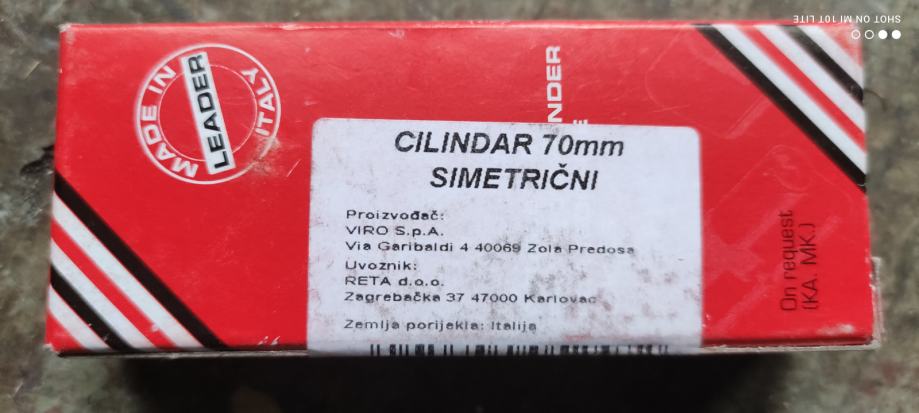 SHOT ON MI 10T LITE
MADE IN
LEADER
ITALY
NDER
CILINDAR 70mm
SIMETRIČNI
Proizvođač:
VIRO S.p.A.
Via Garibaldi 4 40069 Zola Predosa
Uvoznik:
RETA d.o.o.
Zagrebačka 37 47000 Karlovac
Zemlja porijekla: Italija
On request
(KA. MK.)